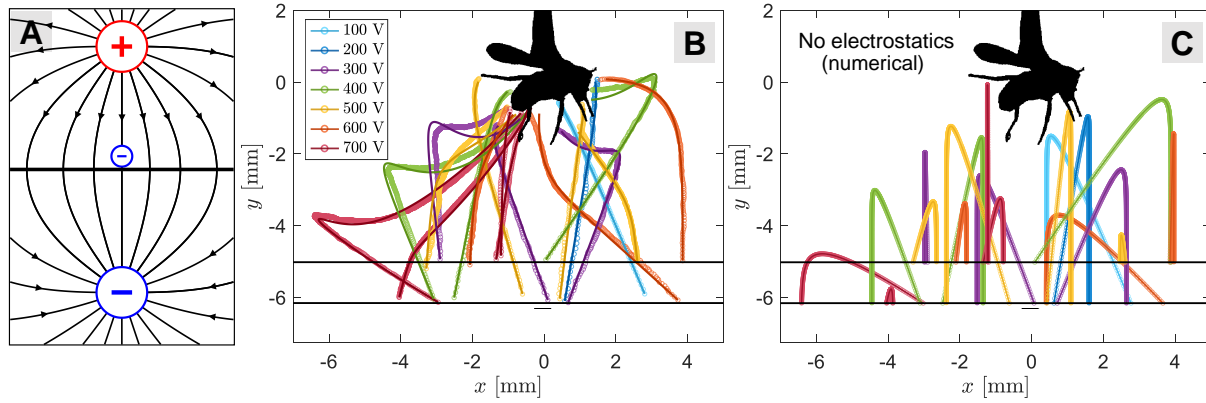 A
+
−
−
B
100 V
200 V
300 V
400 V
500 V
600 V
700 V
2
0
-2
-4
-6
y [mm]
-6
-4
-2
0
2
4
x [mm]
C
No electrostatics
(numerical)
2
0
-2
-4
-6
y [mm]
-6
-4
-2
0
2
4
x [mm]